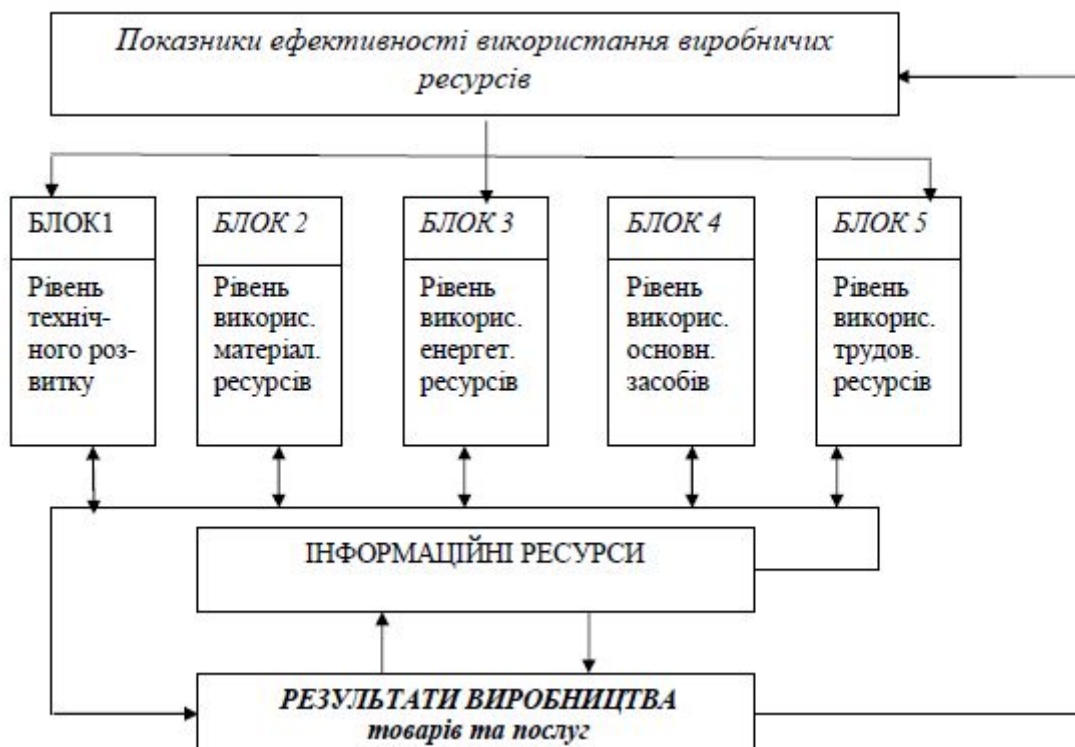 Показники ефективності використання виробничих
ресурсів
БЛОК1
Рівень
техніч-
ного роз-
витку
БЛОК 2
Рівень
викорис.
матеріал.
ресурсів
БЛОК 3
Рівень
викорис.
енергет.
ресурсів
БЛОК 4
Рівень
викорис.
основн.
засобів
БЛОК 5
Рівень
викорис.
трудов.
ресурсів
ІНФОРМАЦІЙНІ РЕСУРСИ
РЕЗУЛЬТАТИ ВИРОБНИЦТВА
товарів та послуг